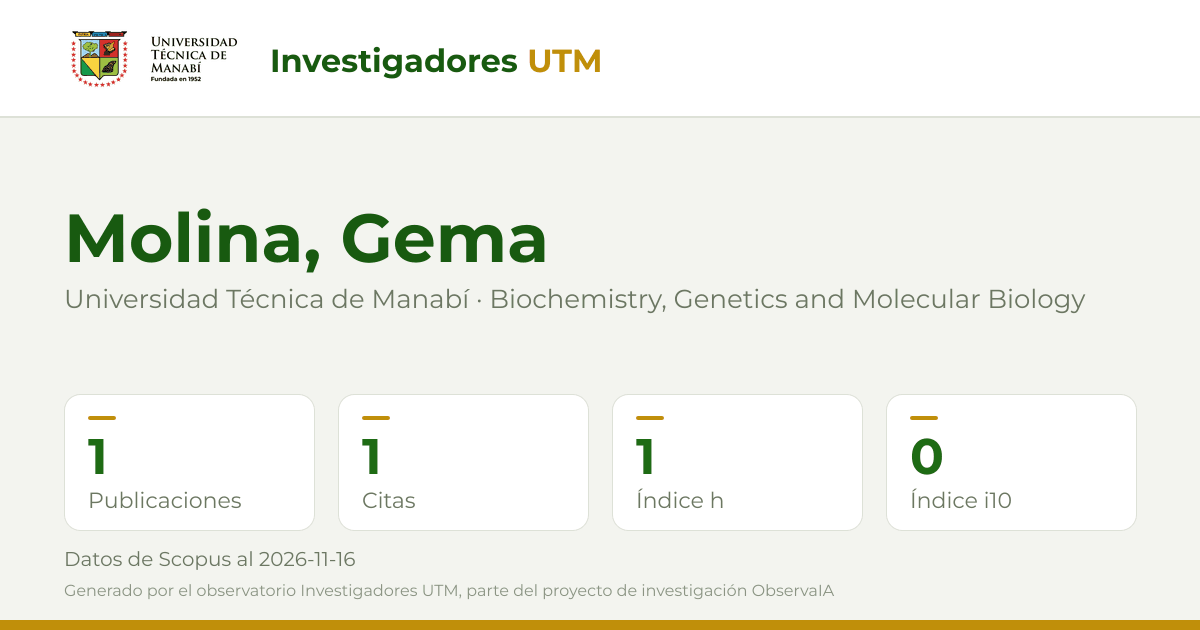 UNIVERSIDAD
TÉCNICA DE
MANABÍ
Fundada en 1952
Investigadores UTM
Molina, Gema
Universidad Técnica de Manabí · Biochemistry, Genetics and Molecular Biology
1
Publicaciones
1
Citas
1
Índice h
0
Índice i10
Datos de Scopus al 2026-11-16
Generado por el observatorio Investigadores UTM, parte del proyecto de investigación ObservaIA